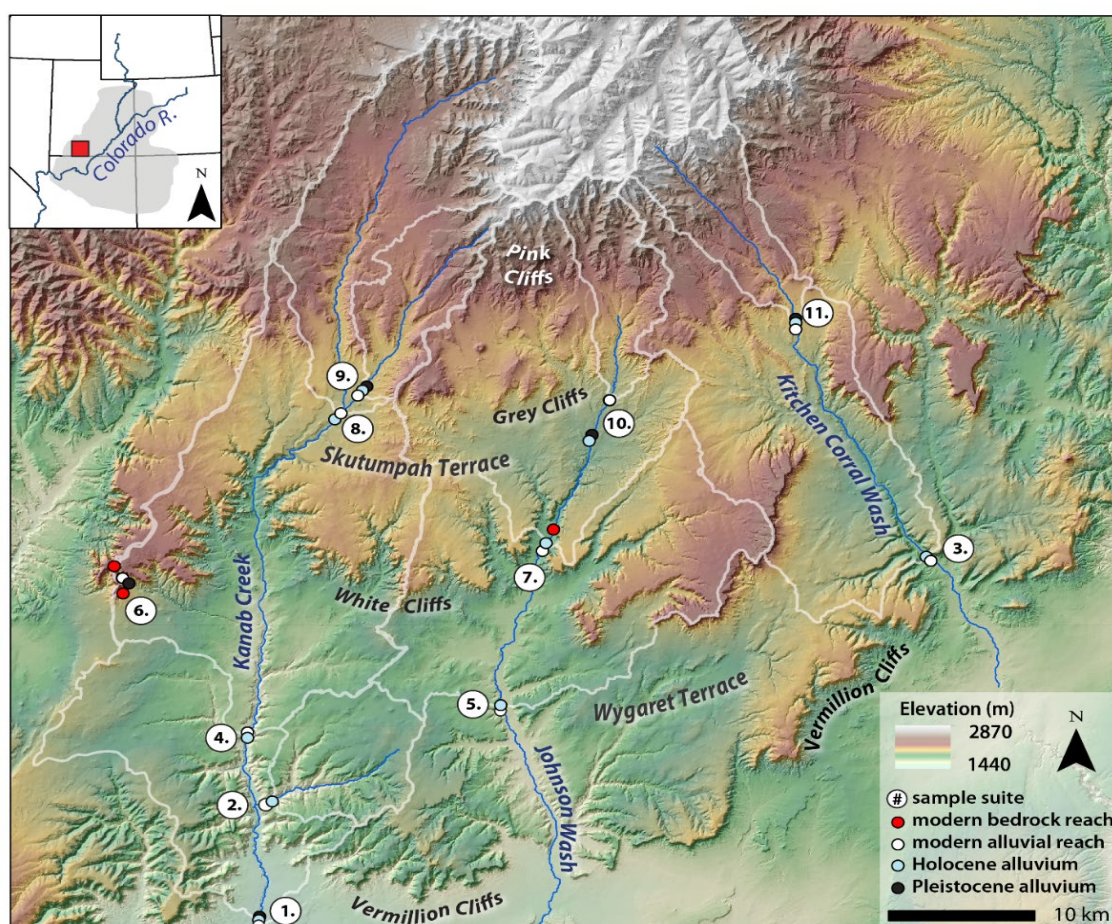 Colorado R.
N
Pink
Cliffs
11.
9.
Grey Cliffs
10.
8.
Skutumpah Terrace
Kitchen Corral Wash
3.
7.
6.
White Cliffs
Kanab Creek
Wygaret Terrace
Vermillion Cliffs
5.
4.
Johnson Wash
2.
1.
Vermillion Cliffs
Elevation (m)
2870
1440
N
# sample suite
modern bedrock reach
modern alluvial reach
Holocene alluvium
Pleistocene alluvium
10 km